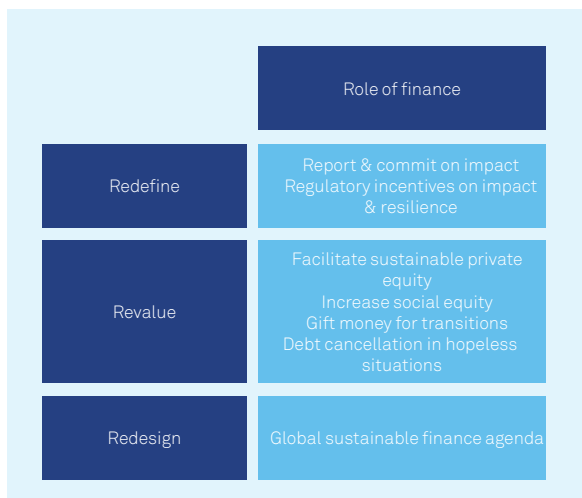 Role of finance
Redefine
Report & commit on impact
Regulatory incentives on impact
& resilience
Revalue
Facilitate sustainable private
equity
Increase social equity
Gift money for transitions
Debt cancellation in hopeless
situations
Redesign
Global sustainable finance agenda